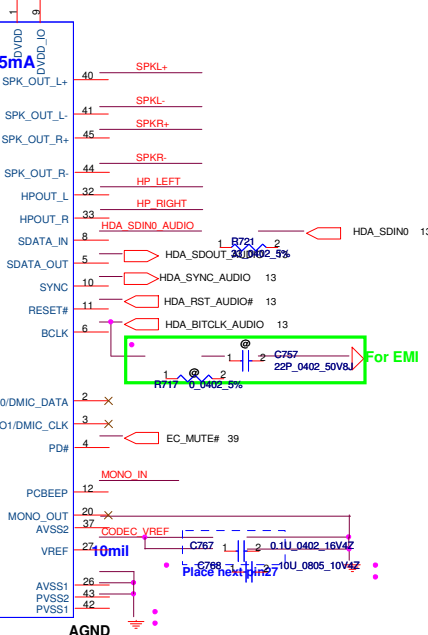 1
9
DVDD
DVDD_IO
5mA
SPK_OUT_L+ 40 SPKL+
SPK_OUT_L- 41 SPKL-
SPK_OUT_R+ 45 SPKR+
SPK_OUT_R- 44 SPKR-
HPOUT_L 32 HP_LEFT
HPOUT_R 33 HP_RIGHT
SDATA_IN 8 HDA_SDIN0_AUDIO
R721
1 2
33_0402_5%
HDA_SDIN0 13
SDATA_OUT 5 HDA_SDOUT_AUDIO 13
SYNC 10 HDA_SYNC_AUDIO 13
RESET# 11 HDA_RST_AUDIO# 13
BCLK 6 HDA_BITCLK_AUDIO 13
@
1 2 C757
22P_0402_50V8J
For EMI
@
R717 0_0402_5%
0/DMIC_DATA 2
O1/DMIC_CLK 3
PD# 4 EC_MUTE# 39
PCBEEP 12 MONO_IN
MONO_OUT 20
AVSS2 37
VREF 27 CODEC_VREF
10mil
C767 1 2 0.1U_0402_16V4Z
C768 10U_0805_10V4Z
Place next pin27
AVSS1 26
PVSS2 43
PVSS1 42
AGND